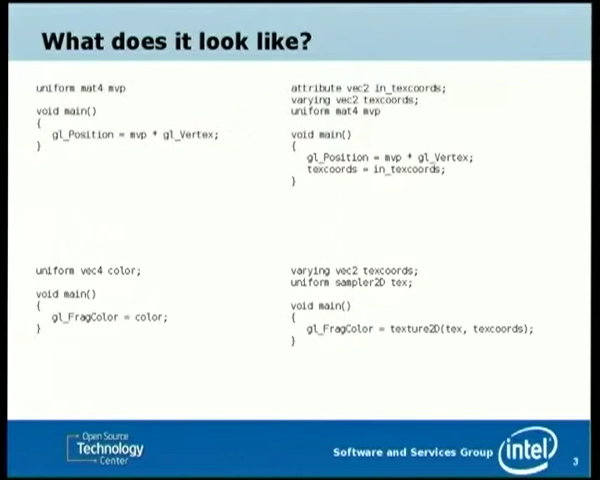 What does it look like?
uniform mat4 mvp
void main()
{
gl_Position = mvp * gl_Vertex;
}
attribute vec2 in_texcoords;
varying vec2 texcoords;
uniform mat4 mvp
void main()
{
gl_Position = mvp * gl_Vertex;
texcoords = in_texcoords;
}
uniform vec4 color;
void main()
{
gl_FragColor = color;
}
varying vec2 texcoords;
uniform sampler2D tex;
void main()
{
gl_FragColor = texture2D(tex, texcoords);
}
Open Source
Technology
Center
Software and Services Group
intel
3